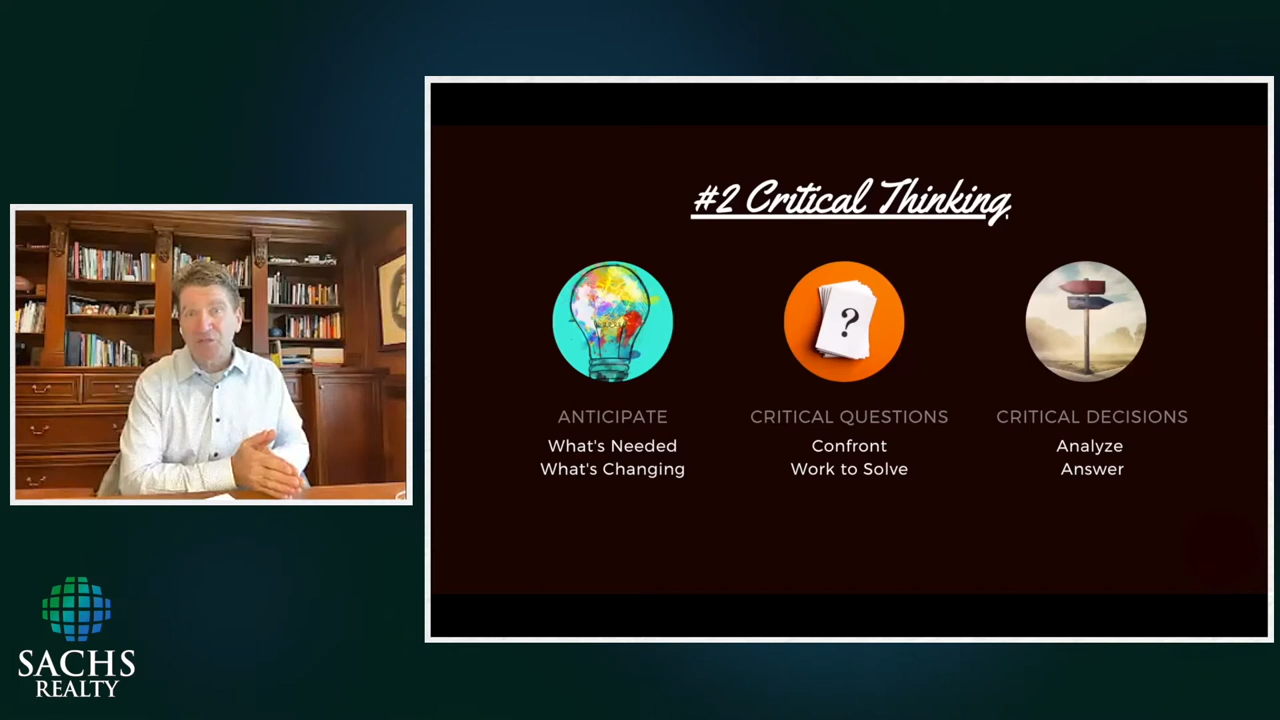 #2 Critical Thinking
?
ANTICIPATE
What's Needed
What's Changing
CRITICAL QUESTIONS
Confront
Work to Solve
CRITICAL DECISIONS
Analyze
Answer
SACHS
REALTY